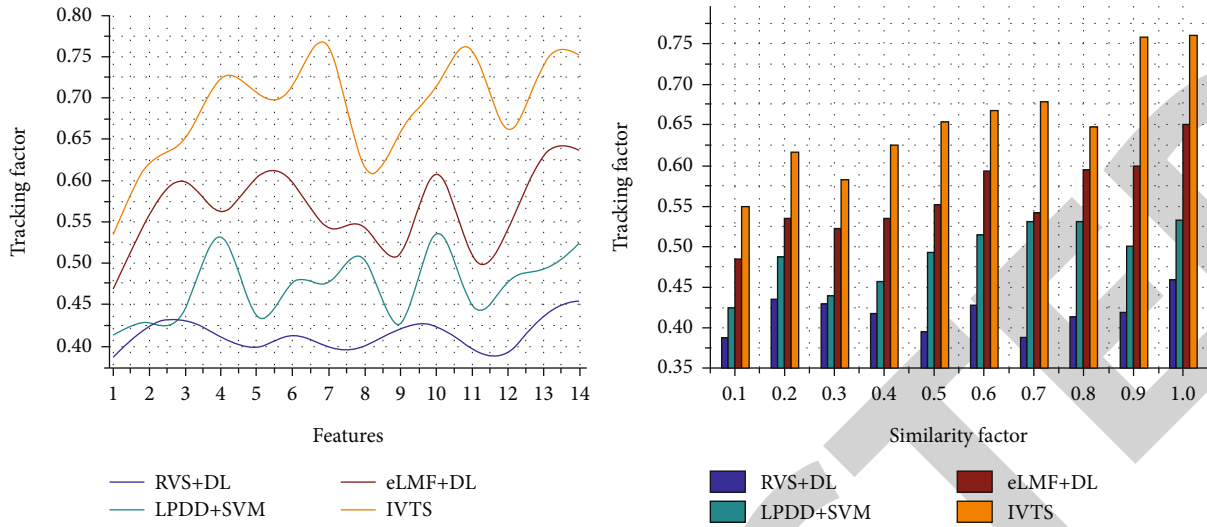 0.80
0.75
0.70
0.65
0.60
0.55
0.50
0.45
0.40
Tracking factor
1 2 3 4 5 6 7 8 9 10 11 12 13 14
Features
RVS+DL
eLMF+DL
LPDD+SVM
IVTS
0.75
0.70
0.65
0.60
0.55
0.50
0.45
0.40
0.35
Tracking factor
0.1 0.2 0.3 0.4 0.5 0.6 0.7 0.8 0.9 1.0
Similarity factor
RVS+DL
eLMF+DL
LPDD+SVM
IVTS